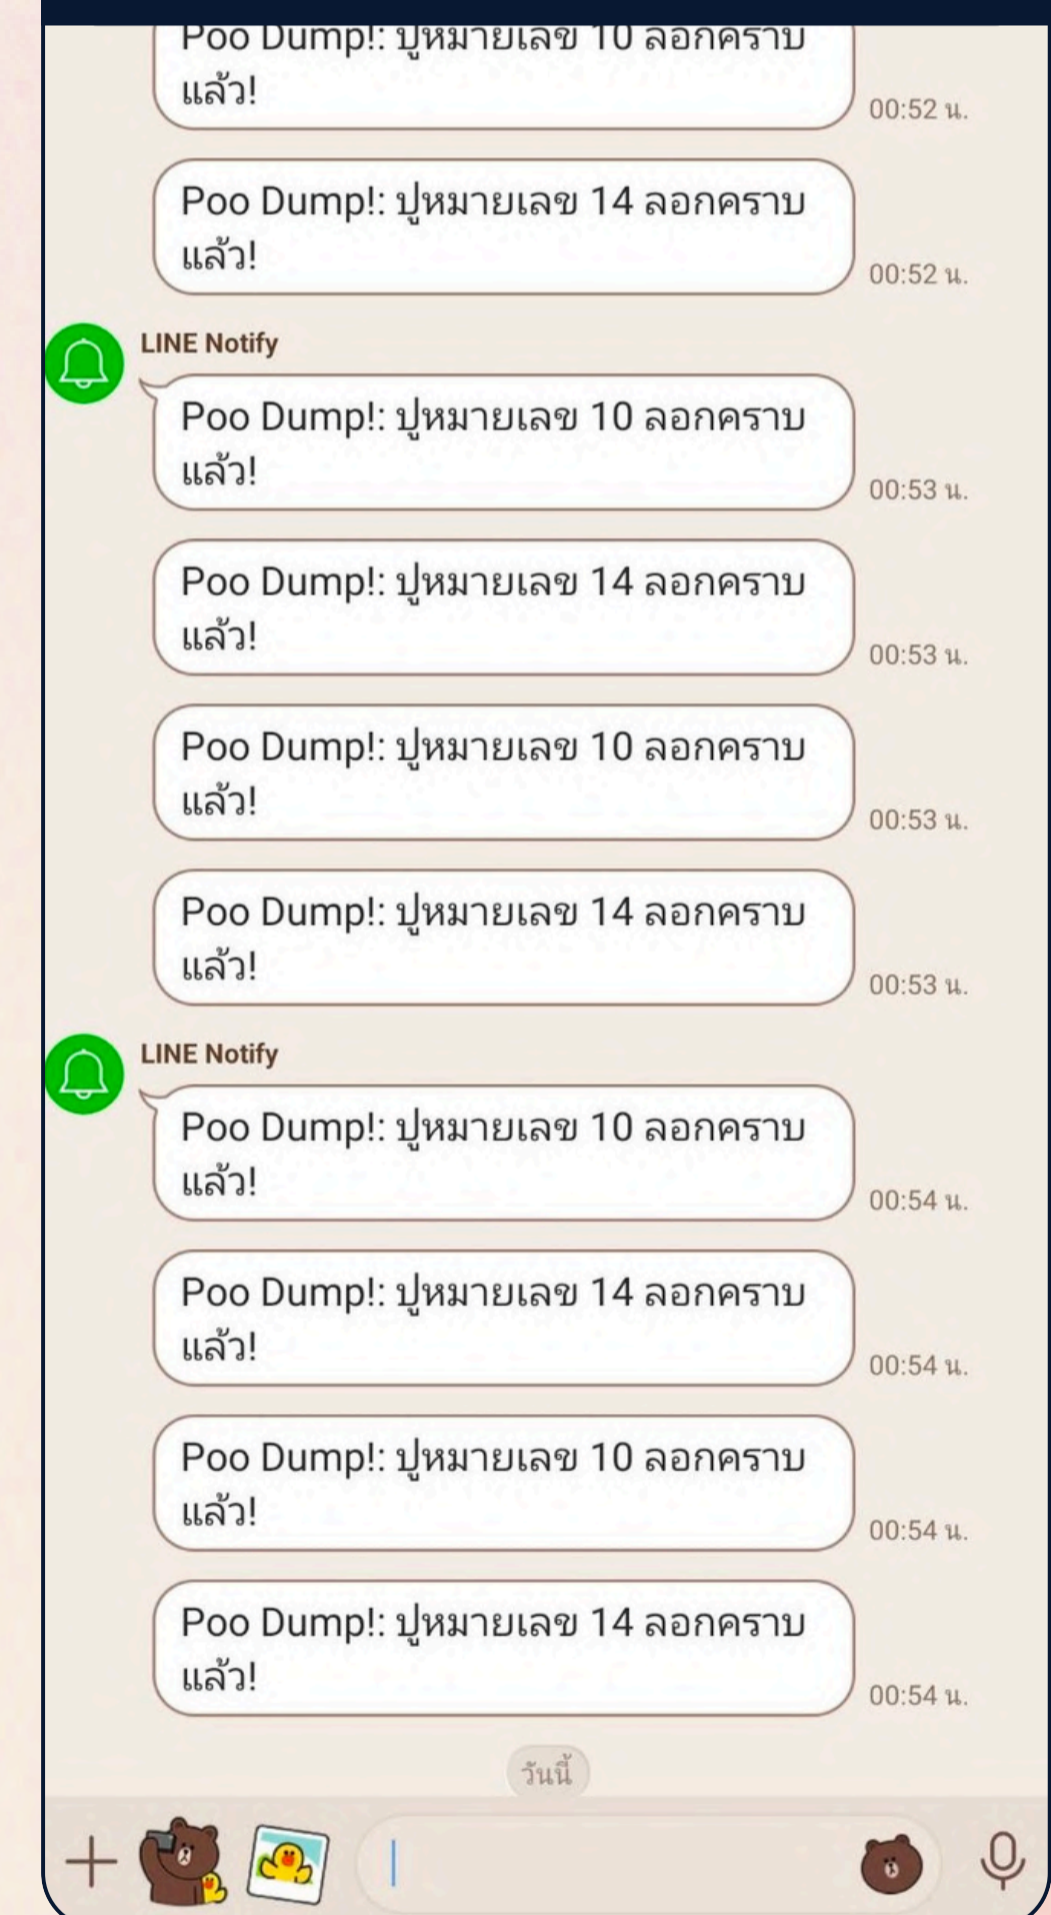 Poo Dump!: ปูหมายเลข 10 ลอกคราบ
แล้ว!
00:52 น.
Poo Dump!: ปูหมายเลข 14 ลอกคราบ
แล้ว!
00:52 น.
LINE Notify
Poo Dump!: ปูหมายเลข 10 ลอกคราบ
แล้ว!
00:53 น.
Poo Dump!: ปูหมายเลข 14 ลอกคราบ
แล้ว!
00:53 น.
Poo Dump!: ปูหมายเลข 10 ลอกคราบ
แล้ว!
00:53 น.
Poo Dump!: ปูหมายเลข 14 ลอกคราบ
แล้ว!
00:53 น.
LINE Notify
Poo Dump!: ปูหมายเลข 10 ลอกคราบ
แล้ว!
00:54 น.
Poo Dump!: ปูหมายเลข 14 ลอกคราบ
แล้ว!
00:54 น.
Poo Dump!: ปูหมายเลข 10 ลอกคราบ
แล้ว!
00:54 น.
Poo Dump!: ปูหมายเลข 14 ลอกคราบ
แล้ว!
00:54 น.
วันนี้